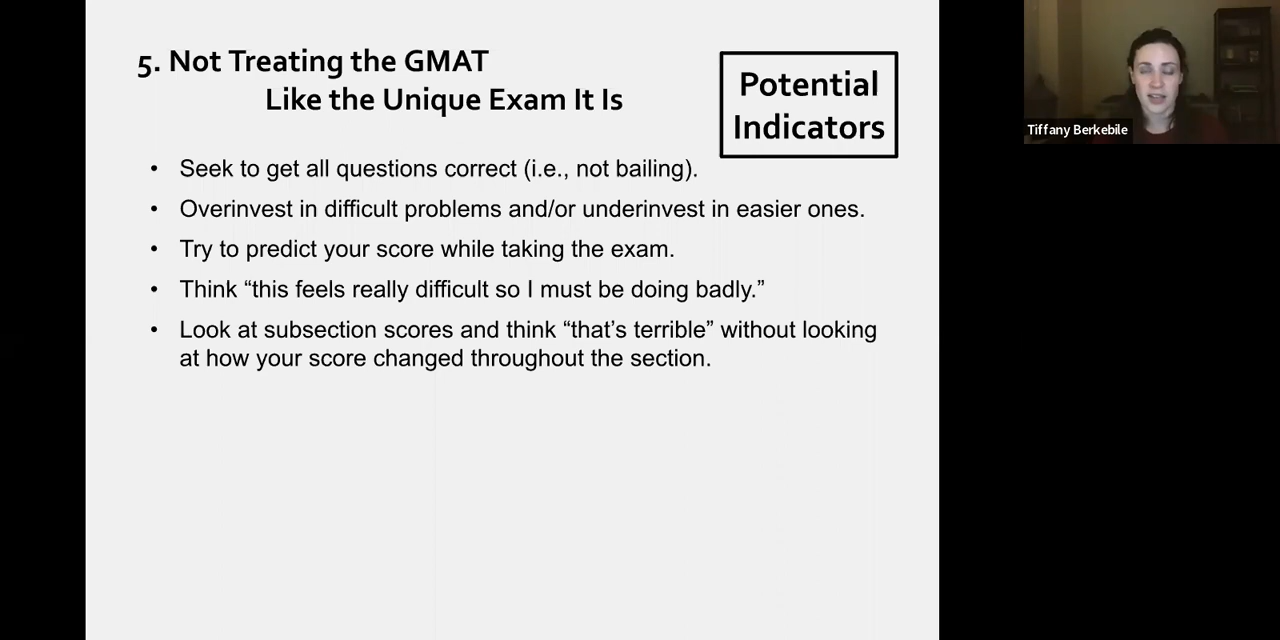 5. Not Treating the GMAT
Like the Unique Exam It Is
Potential
Indicators
• Seek to get all questions correct (i.e., not bailing).
• Overinvest in difficult problems and/or underinvest in easier ones.
• Try to predict your score while taking the exam.
• Think “this feels really difficult so I must be doing badly.”
• Look at subsection scores and think “that’s terrible” without looking
at how your score changed throughout the section.
Tiffany Berkebile